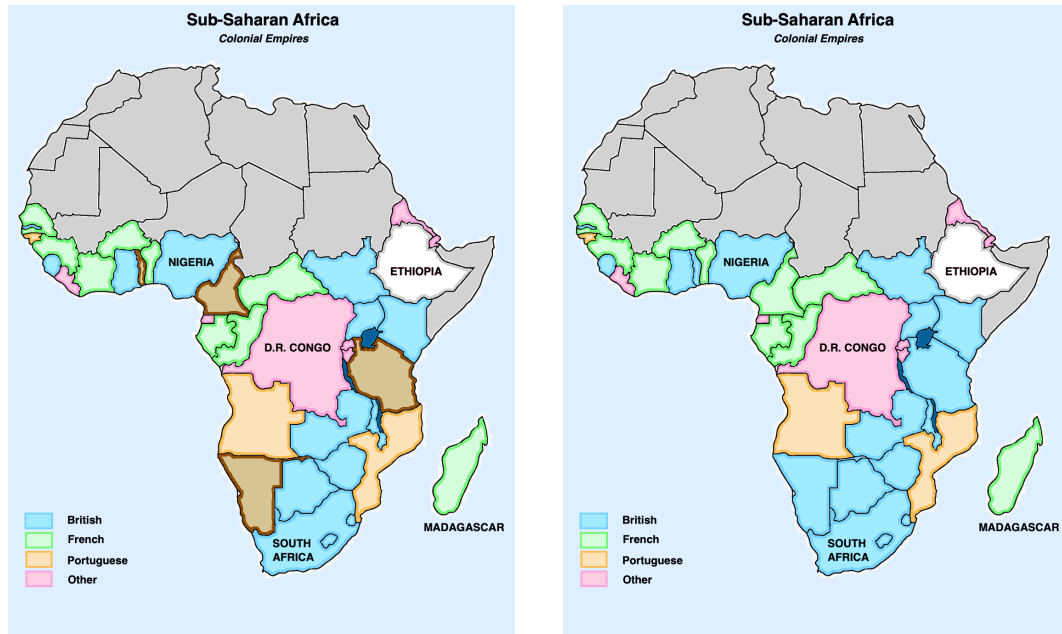 Sub-Saharan Africa
Colonial Empires
NIGERIA
ETHIOPIA
D.R. CONGO
MADAGASCAR
SOUTH
AFRICA
British
French
Portuguese
Other
Sub-Saharan Africa
Colonial Empires
NIGERIA
ETHIOPIA
D.R. CONGO
MADAGASCAR
SOUTH
AFRICA
British
French
Portuguese
Other